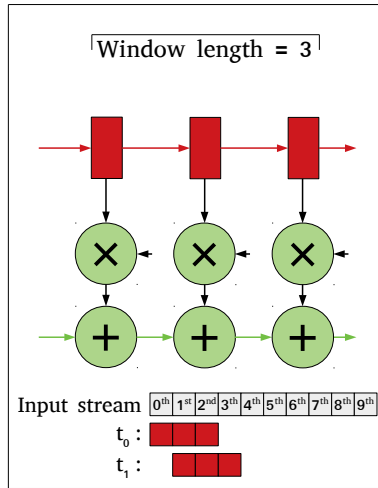 Window length = 3
× × ×
+ + +
Input stream 0th 1st 2nd 3th 4th 5th 6th 7th 8th 9th
t0 :
t1 :